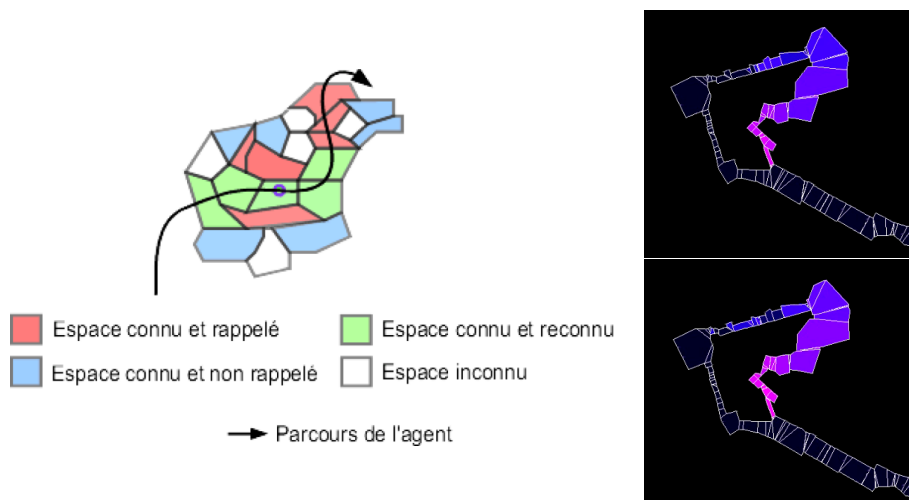 Espace connu et rappelé
Espace connu et reconnu
Espace connu et non rappelé
Espace inconnu
Parcours de l'agent